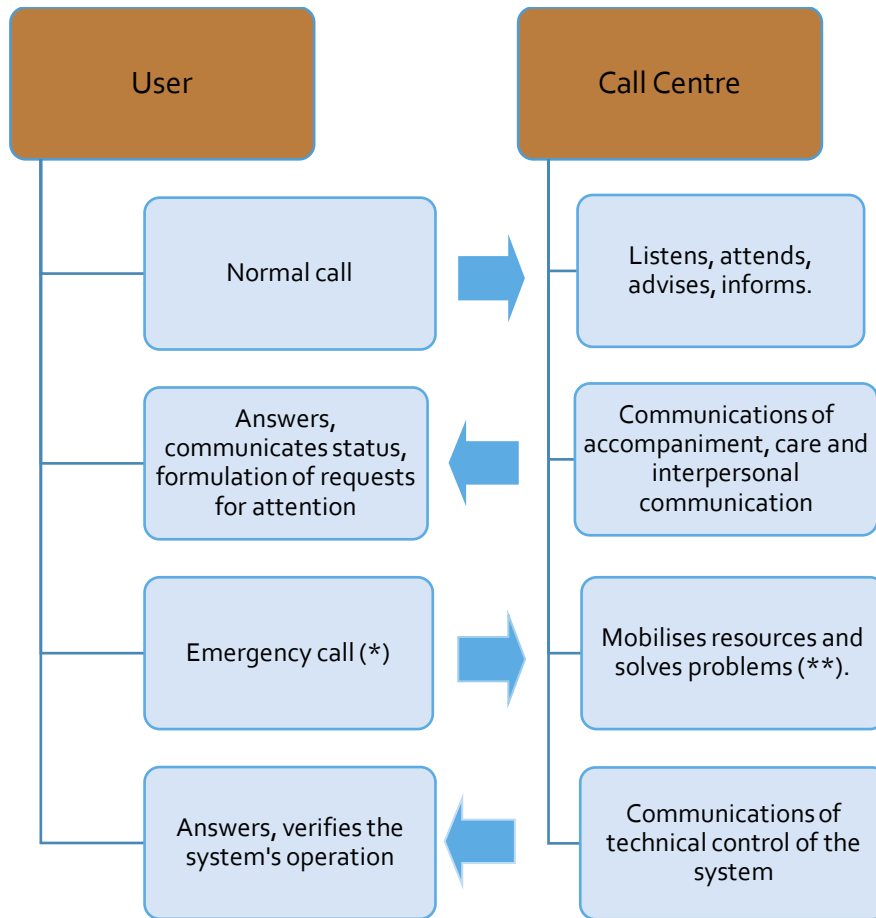 User
Call Centre
Normal call
Listens, attends,
advises, informs.
Answers,
communicates status,
formulation of requests
for attention
Communications of
accompaniment, care and
interpersonal
communication
Emergency call (*)
Mobilises resources and
solves problems (**).
Answers, verifies the
system's operation
Communications of
technical control of the
system